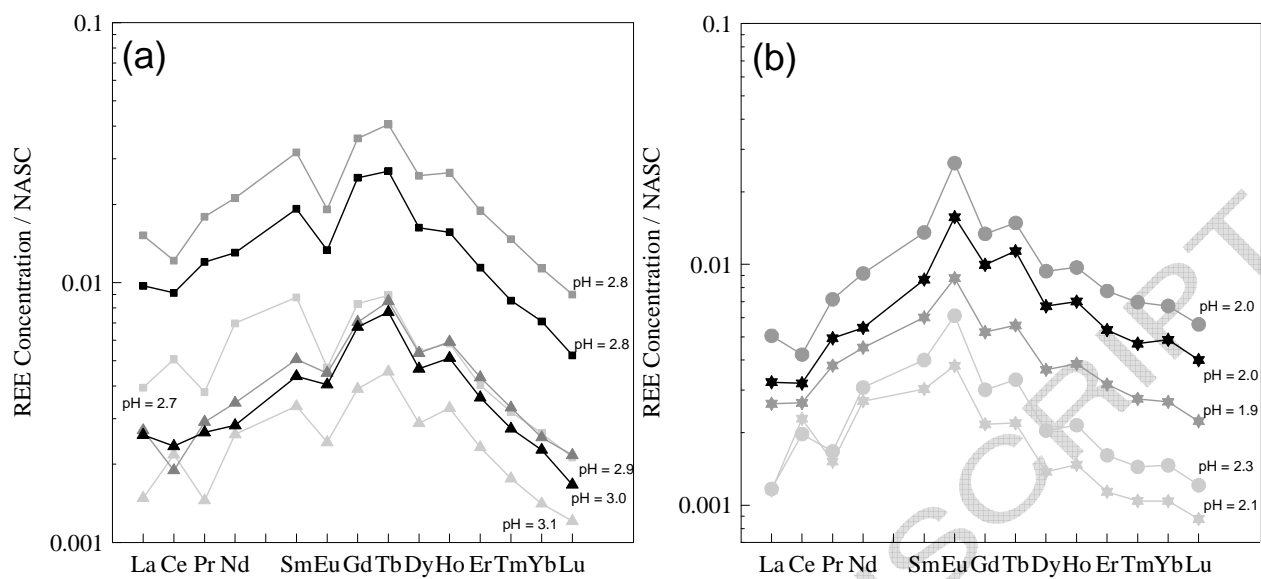 0.1
0.01
0.001
REE Concentration / NASC
(a)
pH = 2.8
pH = 2.8
pH = 2.7
pH = 2.9
pH = 3.0
pH = 3.1
La Ce Pr Nd Sm Eu Gd Tb Dy Ho Er Tm Yb Lu
0.1
0.01
0.001
REE Concentration / NASC
(b)
pH = 2.0
pH = 2.0
pH = 1.9
pH = 2.3
pH = 2.1
La Ce Pr Nd Sm Eu Gd Tb Dy Ho Er Tm Yb Lu
SCRIPT